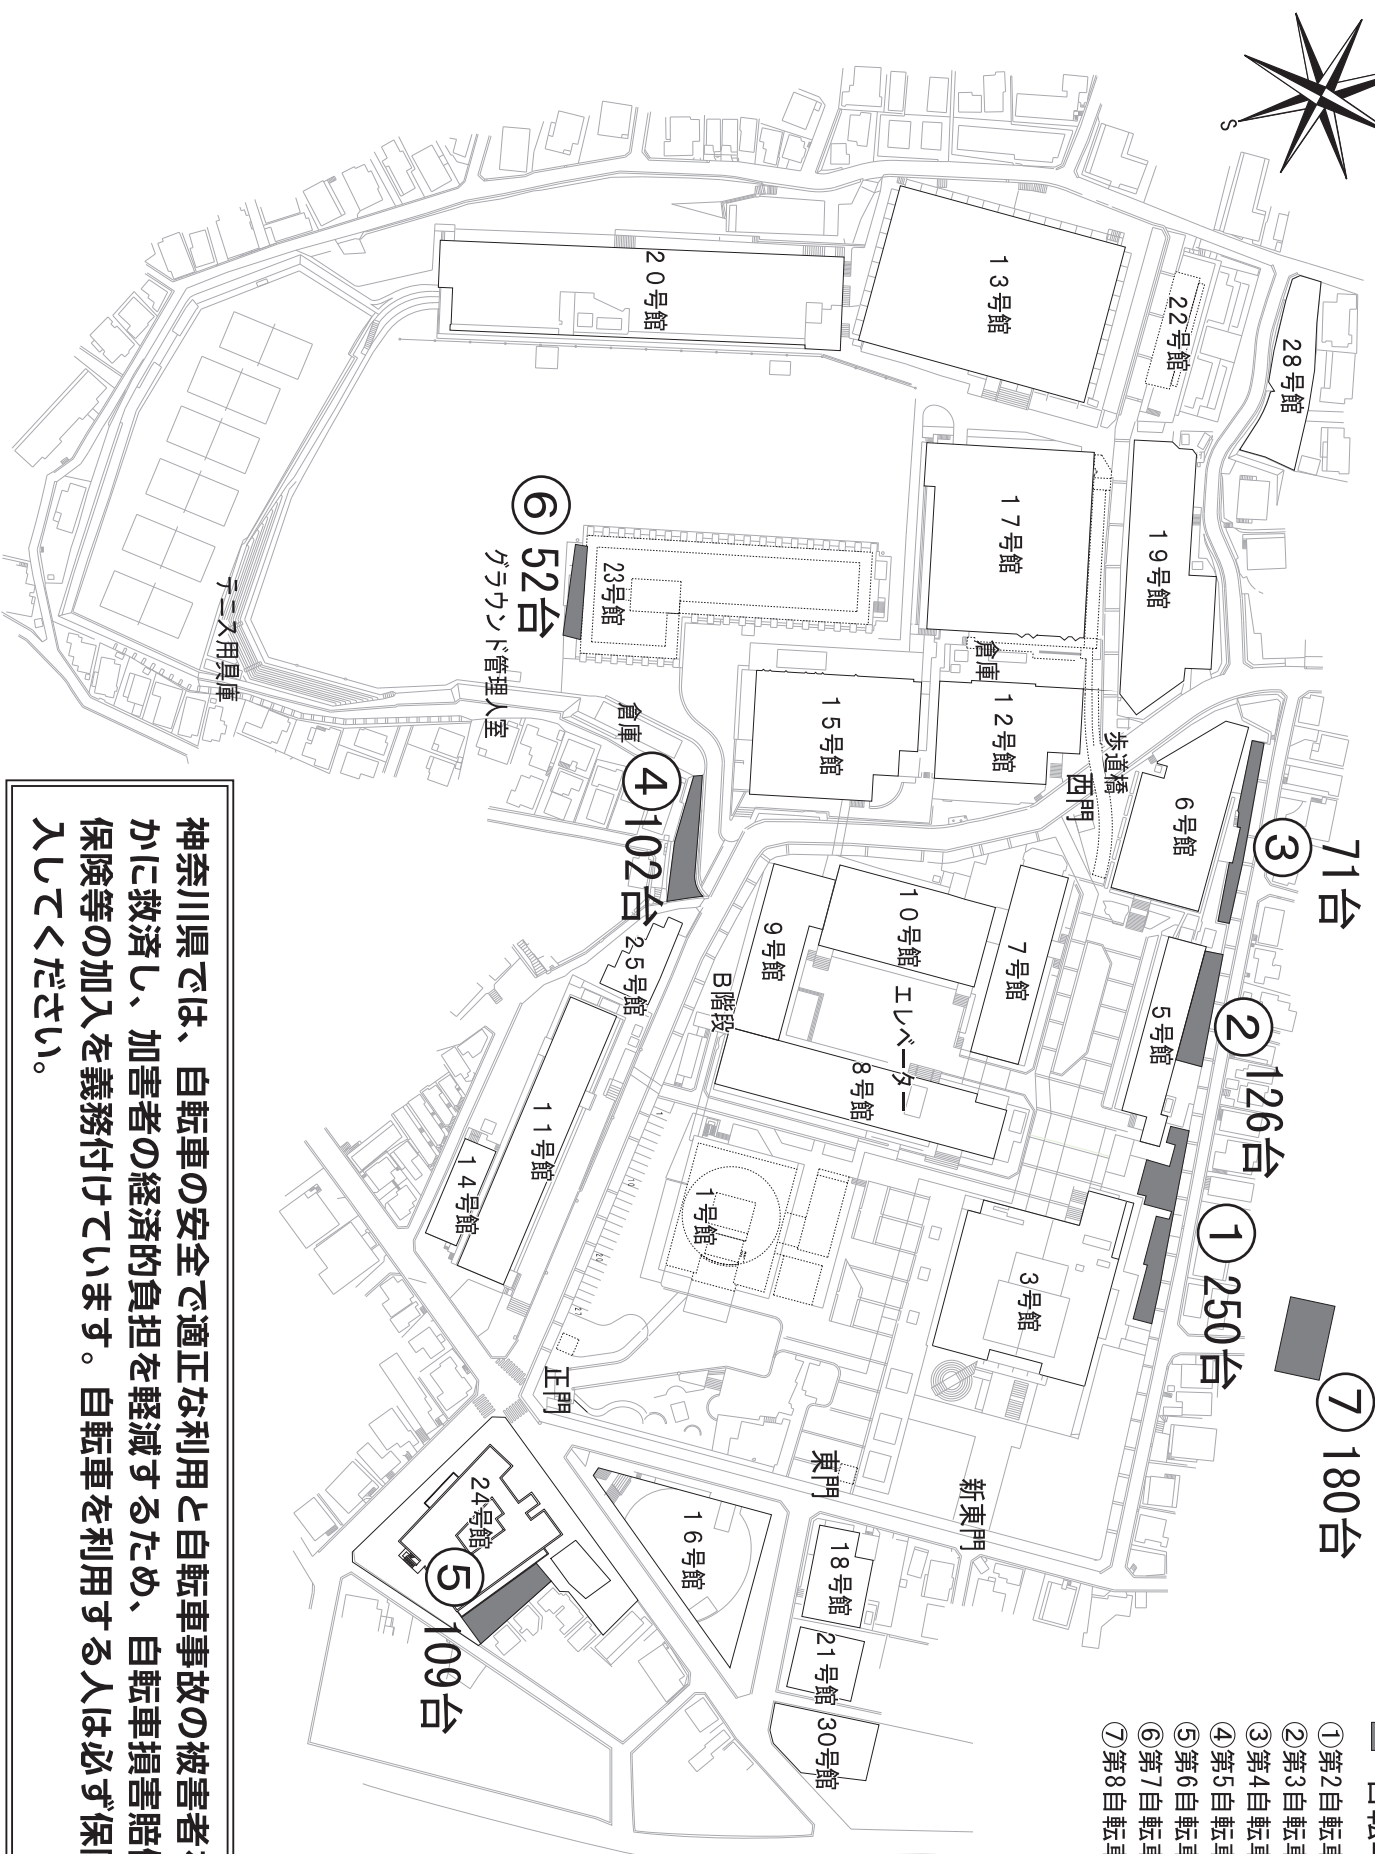 S
28号館
22号館
13号館
20号館
19号館
17号館
倉庫
12号館
15号館
23号館
⑥ 52台
グラウンド管理人室
テニス用具庫
倉庫
④ 102台
歩道橋
西門
6号館
71台
③
② 126台
5号館
① 250台
⑦ 180台
7号館
10号館
9号館
エレベーター
8号館
B階段
25号館
11号館
14号館
1号館
3号館
正門
東門
新東門
24号館
⑤ 109台
16号館
18号館
21号館
30号館
①第2自転
②第3自転
③第4自転
④第5自転
⑤第6自転
⑥第7自転
⑦第8自転
神奈川県では、自転車の安全で適正な利用と自転車事故の被害者
かに救済し、加害者の経済的負担を軽減するため、自転車損害賠
保険等の加入を義務付けています。自転車を利用する人は必ず保
入してください。